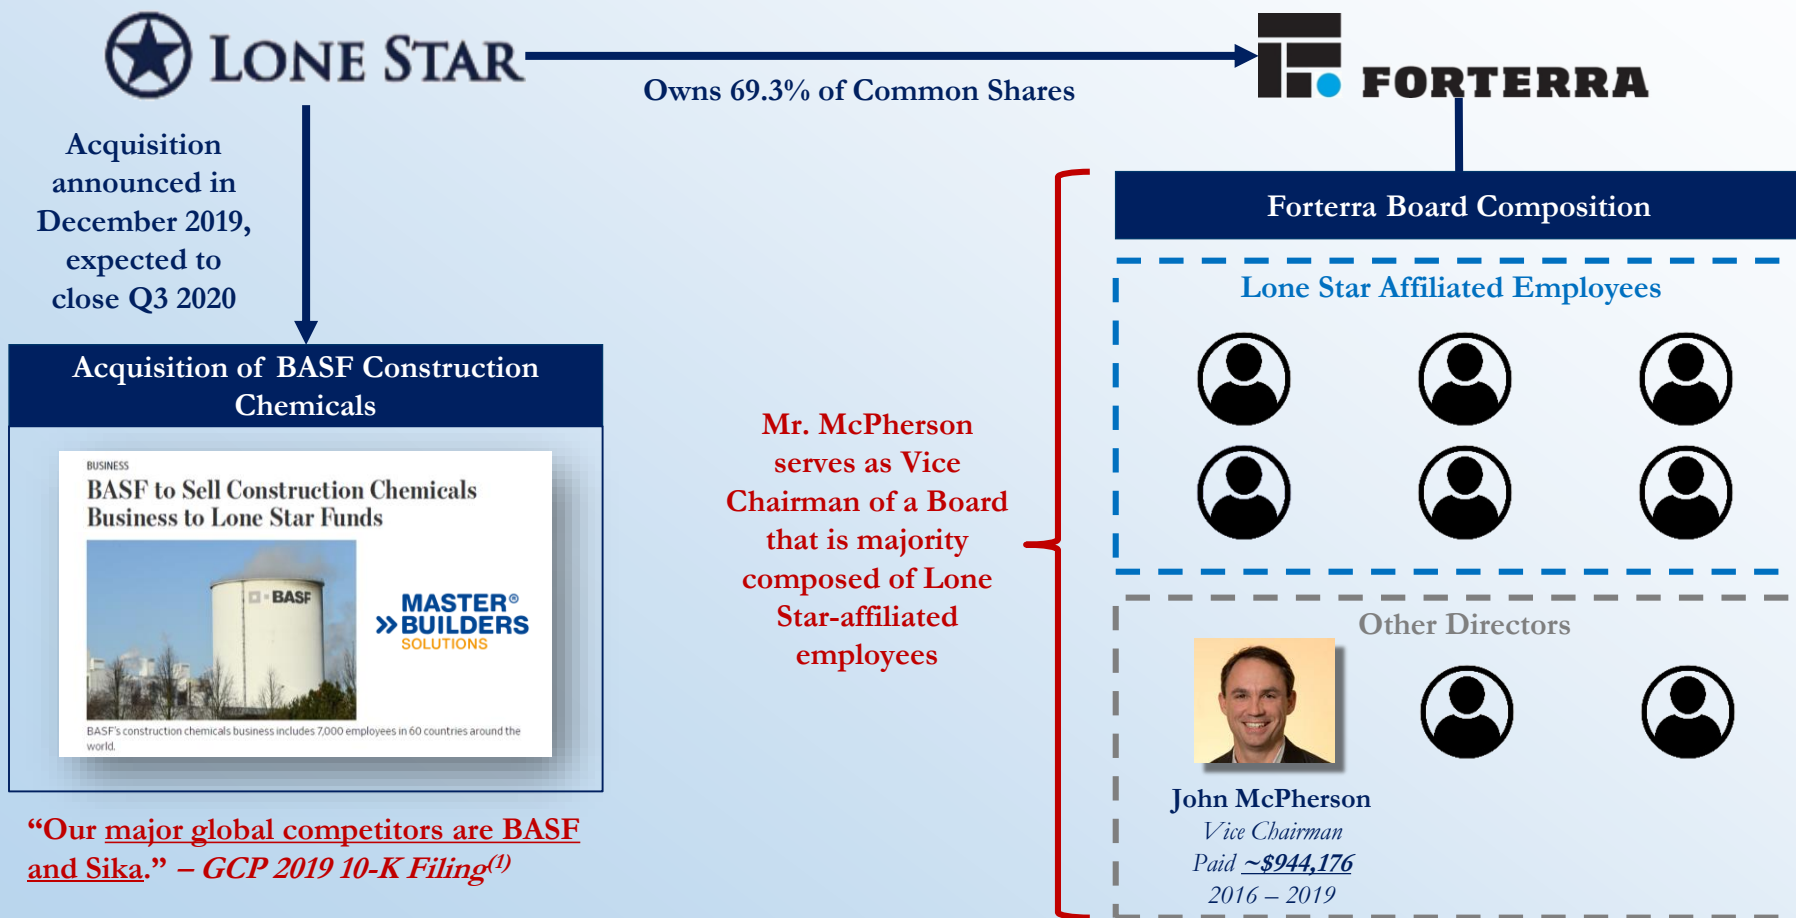 LONE STAR
Owns 69.3% of Common Shares
FORTERRA
Acquisition
announced in
December 2019,
expected to
close Q3 2020
Acquisition of BASF Construction
Chemicals
BUSINESS
BASF to Sell Construction Chemicals
Business to Lone Star Funds
BASF
MASTER®
BUILDERS
SOLUTIONS
BASF's construction chemicals business includes 7,000 employees in 60 countries around the
world.
“Our major global competitors are BASF
and Sika.” – GCP 2019 10-K Filing(1)
Mr. McPherson
serves as Vice
Chairman of a Board
that is majority
composed of Lone
Star-affiliated
employees
Forterra Board Composition
Lone Star Affiliated Employees
Other Directors
John McPherson
Vice Chairman
Paid ~$944,176
2016 – 2019